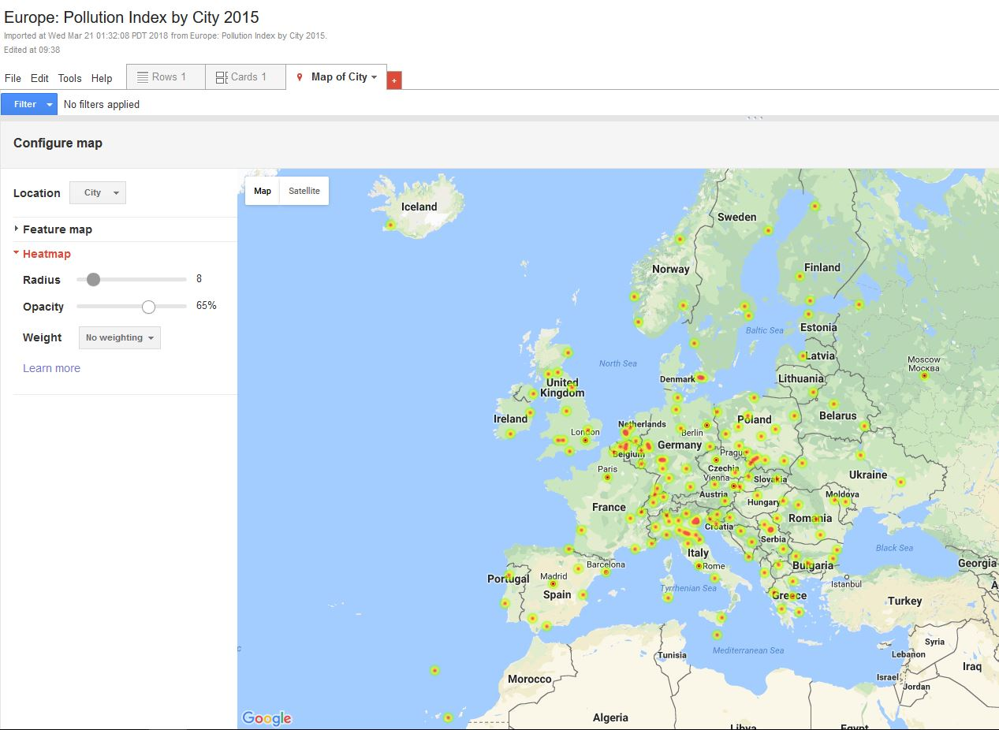 Europe: Pollution Index by City 2015
Imported at Wed Mar 21 01:32:08 PDT 2018 from Europe: Pollution Index by City 2015.
Edited at 09:38
File Edit Tools Help Rows 1 Cards 1 Map of City +
Filter No filters applied
Configure map
Location City
Feature map
Heatmap
Radius 8
Opacity 65%
Weight No weighting
Learn more
Map Satellite
Iceland
Sweden
Norway
Finland
Estonia
Baltic Sea
Latvia
Moscow
Москва
North Sea
Denmark
Lithuania
United
Kingdom
Ireland
Belarus
Poland
Netherlands
London
Berlin
Germany
Belgium
Prague
Paris
Czechia
Ukraine
Vienna
Slovakia
Austria
Moldova
Hungary
France
Romania
Croatia
Serbia
Black Sea
Italy
Georgia
Barcelona
Rome
Bulgaria
Portugal
Madrid
Istanbul
Tyrrhenian Sea
Spain
Greece
Turkey
A
Syria
Mediterranean Sea
Tunisia
Lebanon
Iraq
Israel
Jordan
Morocco
Algeria
Google
Libya
Egypt